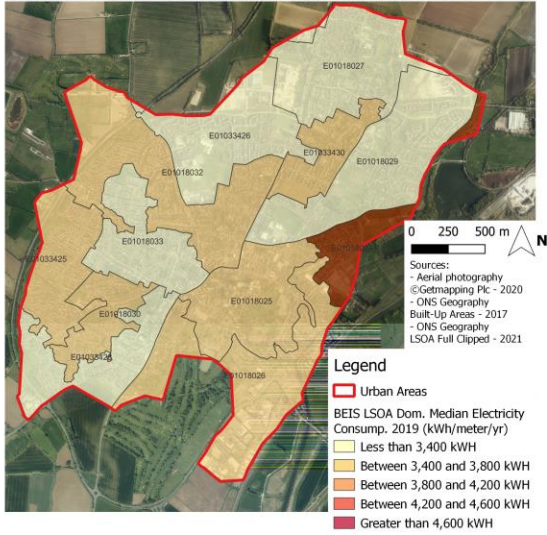 E01018027
E01033426
E01033430
E01018032
E01018029
E01018033
E01033425
E01018025
E01018030
E01018026
0 250 500 m
N
Sources:
- Aerial photography
©Getmapping Plc - 2020
- ONS Geography
Built-Up Areas - 2017
- ONS Geography
LSOA Full Clipped - 2021
Legend
Urban Areas
BEIS LSOA Dom. Median Electricity
Consump. 2019 (kWh/meter/yr)
Less than 3,400 kWH
Between 3,400 and 3,800 kWH
Between 3,800 and 4,200 kWH
Between 4,200 and 4,600 kWH
Greater than 4,600 kWH